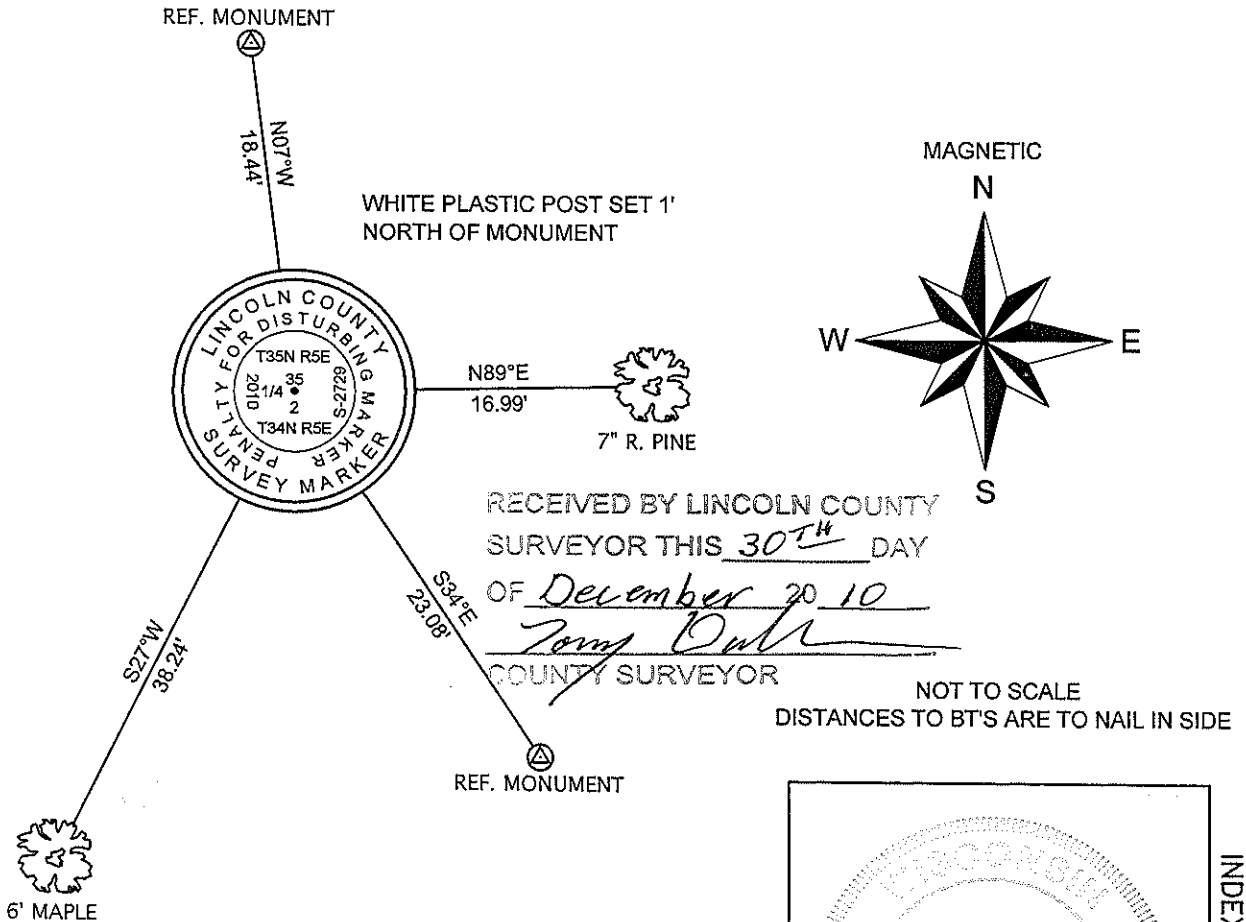 REF. MONUMENT
N07°W
18.44'
WHITE PLASTIC POST SET 1'
NORTH OF MONUMENT
MAGNETIC
N
W
E
S
LINCOLN COUNTY
SURVEY MARKER
PENALTY FOR DISTURBING MARKER
T35N R5E
2010
1/4
35
2
S-2729
T34N R5E
N89°E
16.99'
7" R. PINE
RECEIVED BY LINCOLN COUNTY
SURVEYOR THIS 30TH DAY
OF December 20 10
COUNTY SURVEYOR
S34°E
23.08'
S27°W
38.24'
NOT TO SCALE
DISTANCES TO BT'S ARE TO NAIL IN SIDE
REF. MONUMENT
6' MAPLE
WISCONSIN
INDEX